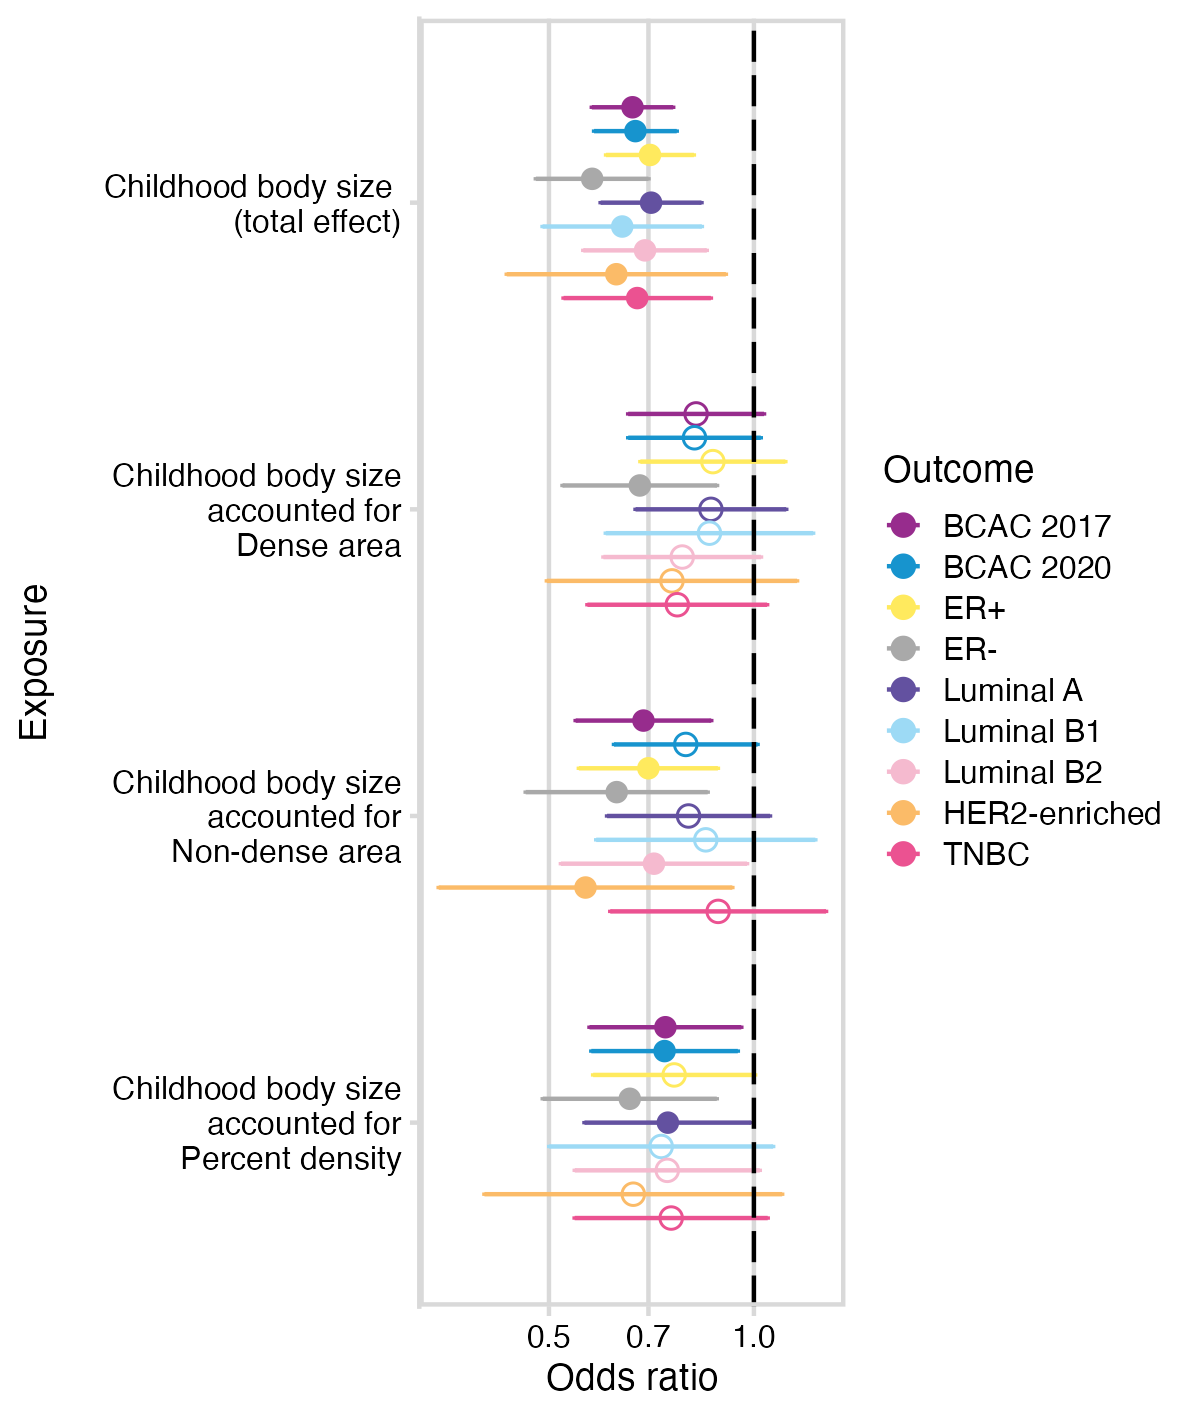 Exposure
Childhood body size
(total effect)
Childhood body size
accounted for
Dense area
Childhood body size
accounted for
Non-dense area
Childhood body size
accounted for
Percent density
0.5
0.7
1.0
Odds ratio
Outcome
BCAC 2017
BCAC 2020
ER+
ER-
Luminal A
Luminal B1
Luminal B2
HER2-enriched
TNBC